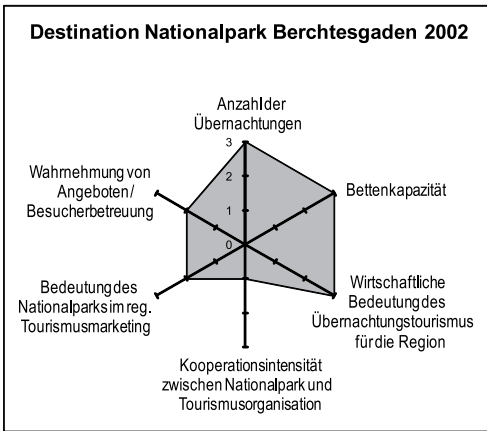 Destination Nationalpark Berchtesgaden 2002
Anzahl der
Übernachtungen
3
2
1
0
Wahrnehmung von
Angeboten/
Besucherbetreuung
Bettenkapazität
Bedeutung des
Nationalparks im reg.
Tourismusmarketing
Wirtschaftliche
Bedeutung des
Übernachtungstourismus
für die Region
Kooperationsintensität
zwischen Nationalpark und
Tourismusorganisation